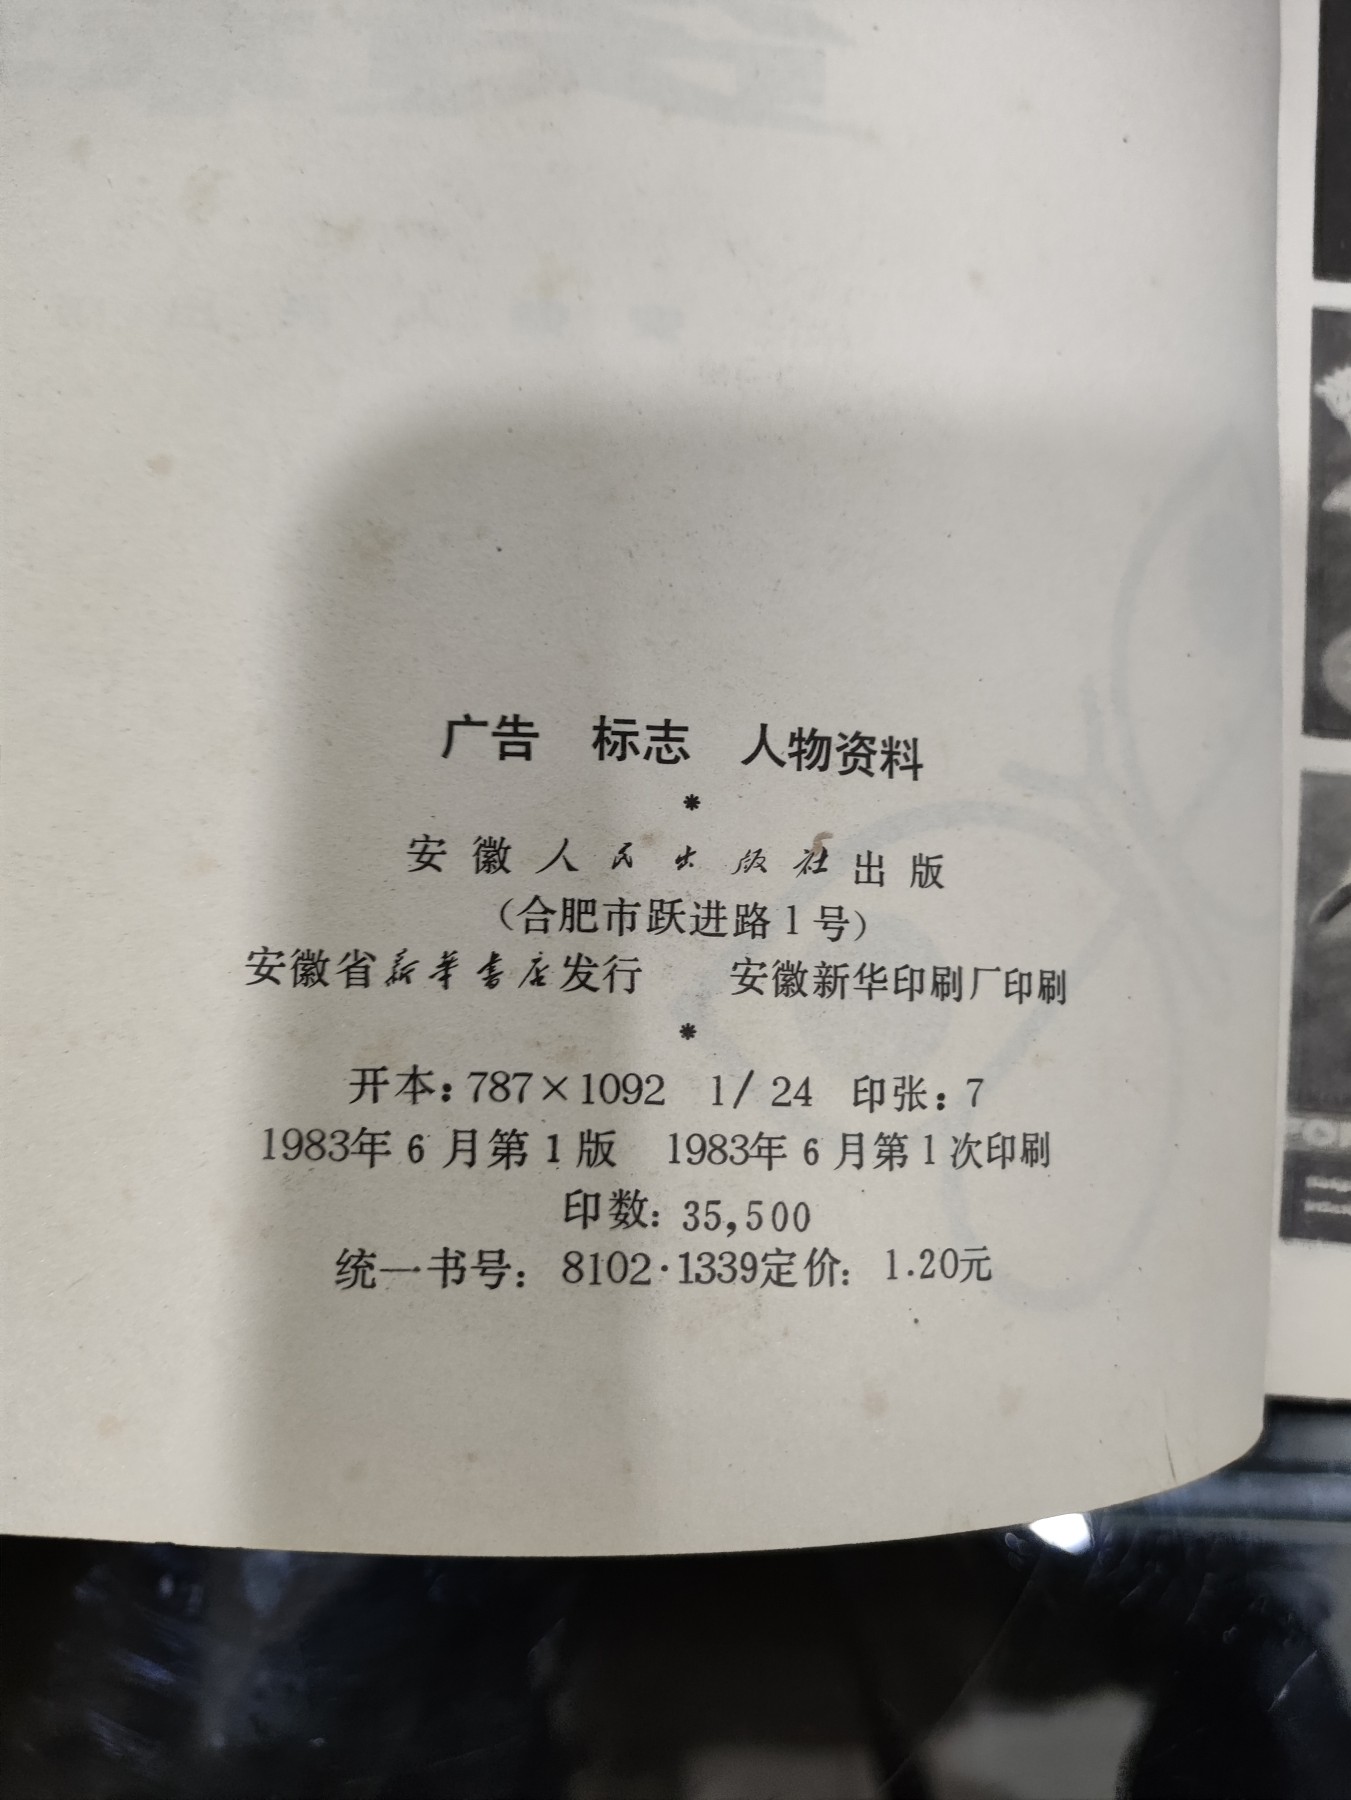 广告 标志 人物资料
*
安徽人民出版社出版
(合肥市跃进路1号)
安徽省新华书店发行 安徽新华印刷厂印刷
*
开本:787×1092 1/24 印张:7
1983年6月第1版 1983年6月第1次印刷
印数:35,500
统一书号:8102·1339定价:1.20元